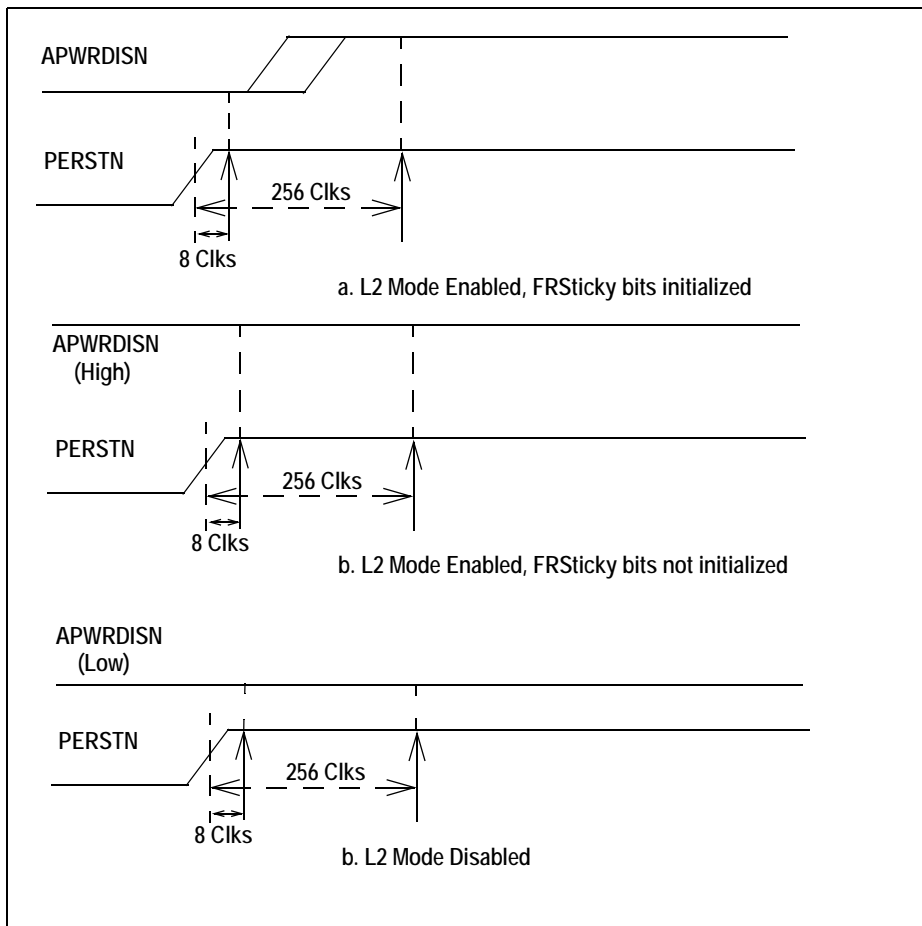 APWRDISN
PERSTN
256 Clks
8 Clks
a. L2 Mode Enabled, FRSticky bits initialized
APWRDISN
(High)
PERSTN
256 Clks
8 Clks
b. L2 Mode Enabled, FRSticky bits not initialized
APWRDISN
(Low)
PERSTN
256 Clks
8 Clks
b. L2 Mode Disabled